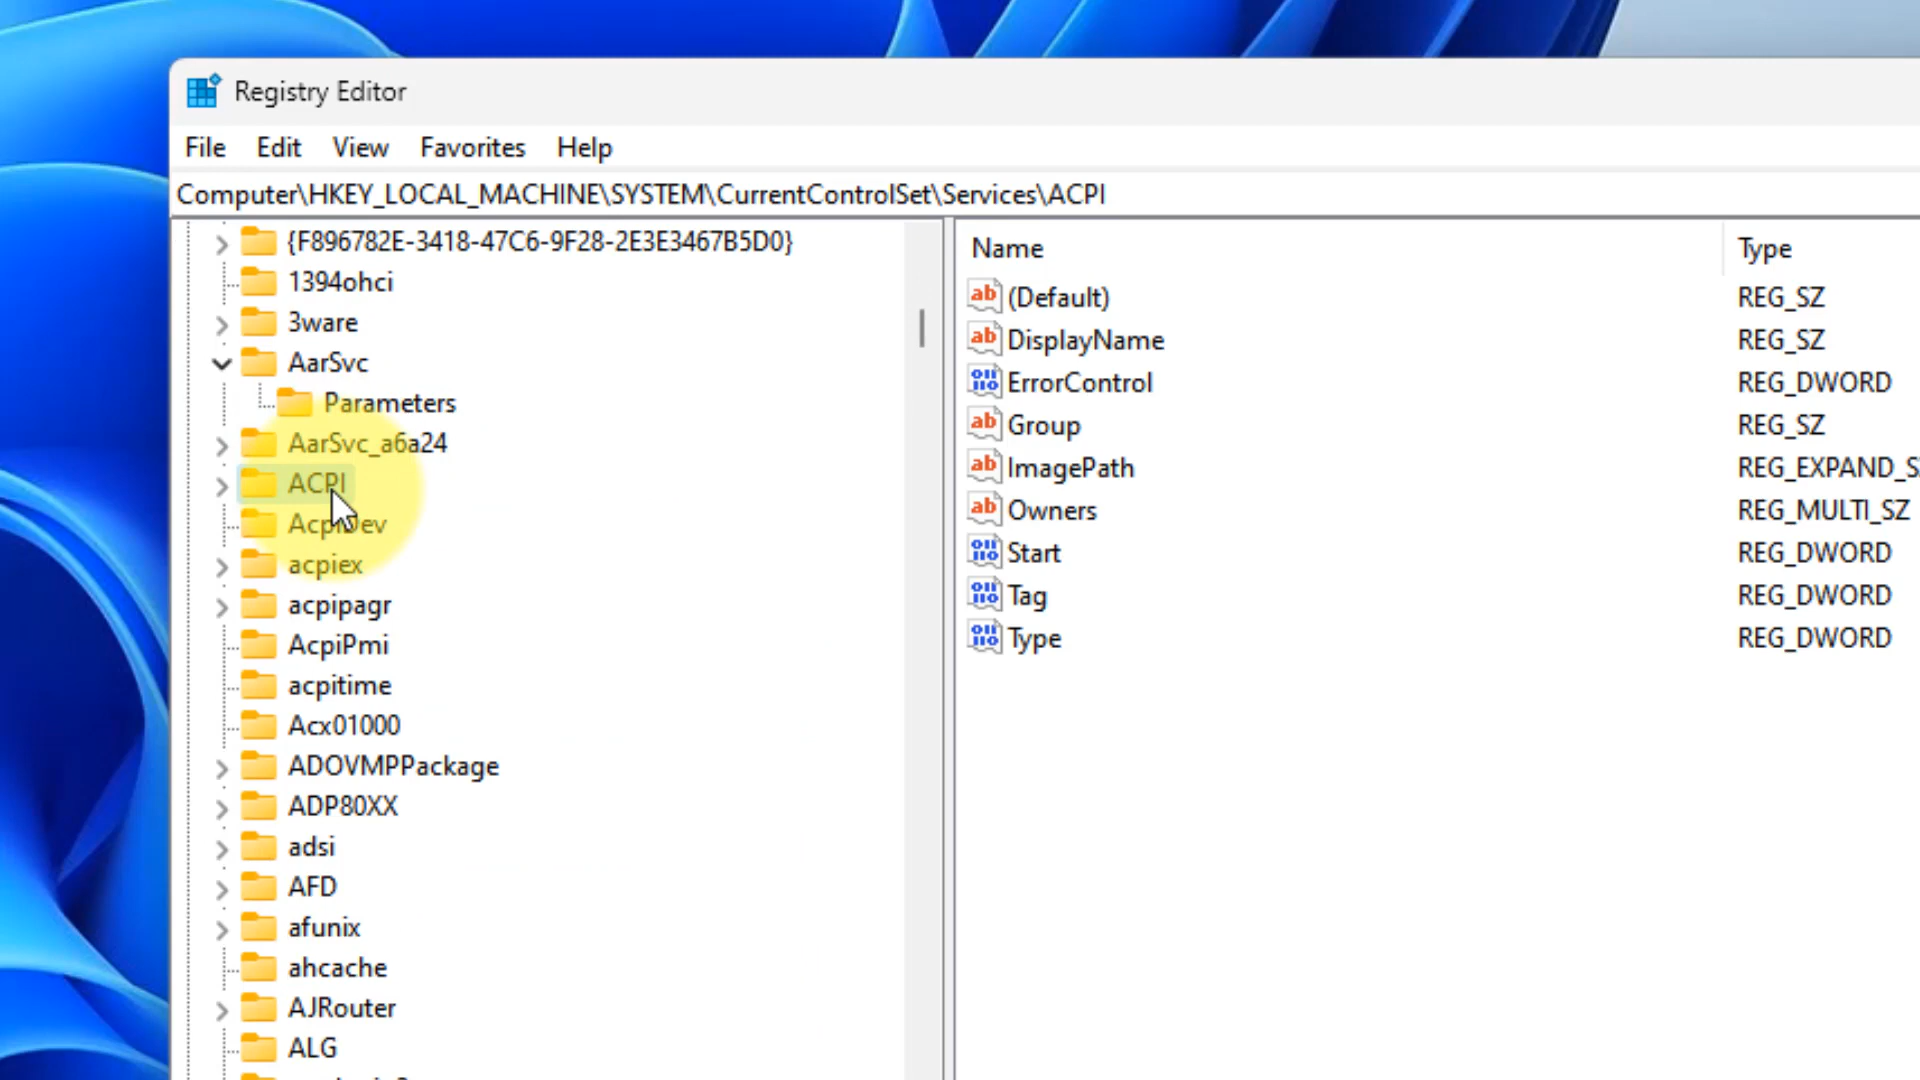 Registry Editor
File Edit View Favorites Help
Computer\HKEY_LOCAL_MACHINE\SYSTEM\CurrentControlSet\Services\ACPI
{F896782E-3418-47C6-9F28-2E3E3467B5D0}
1394ohci
3ware
AarSvc
Parameters
AarSvc_a6a24
ACPI
AcpiDev
acpiex
acpipagr
AcpiPmi
acpitime
Acx01000
ADOVMPPackage
ADP80XX
adsi
AFD
afunix
ahcache
AJRouter
ALG
Name Type
(Default) REG_SZ
DisplayName REG_SZ
ErrorControl REG_DWORD
Group REG_SZ
ImagePath REG_EXPAND_S
Owners REG_MULTI_SZ
Start REG_DWORD
Tag REG_DWORD
Type REG_DWORD